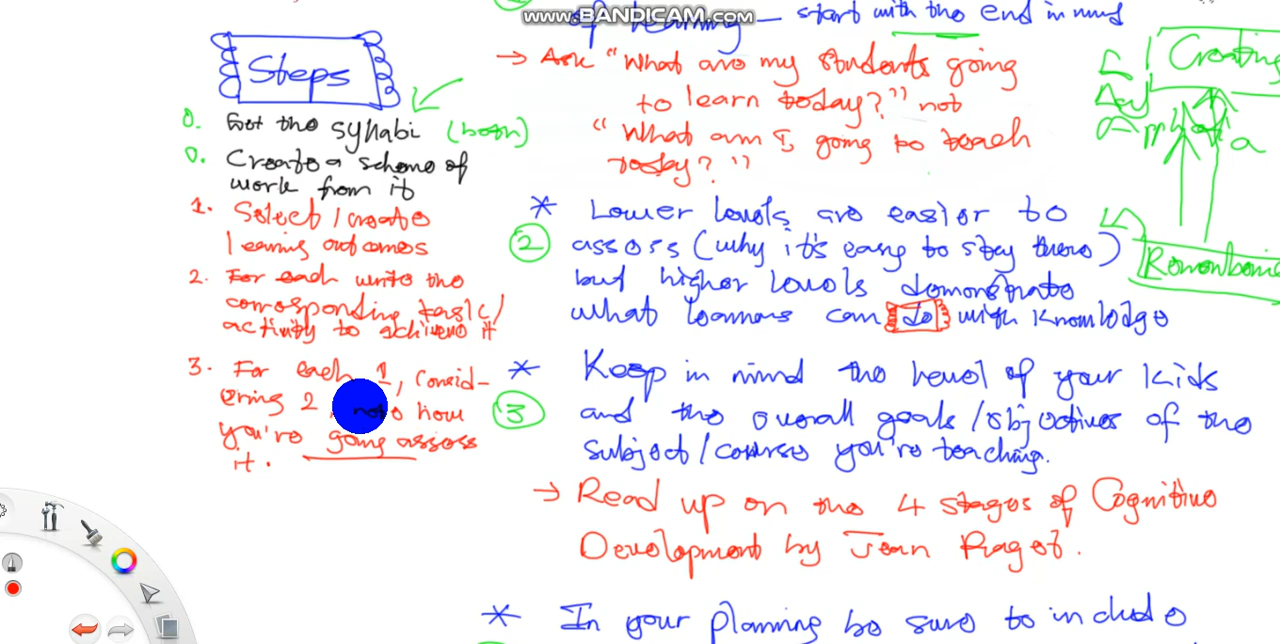 www.BANDICAM.com
of learning – start with the end in mind
→ Ask "What are my students going
to learn today?" not
"What am I going to teach
today?"
Steps
0. Get the syllabi (both)
0. Create a scheme of
work from it
1. Select/create
learning outcomes
2. For each write the
corresponding task/
activity to achieve it
3. For each 1, consid-
ering 2, note how
you're going assess
it.
* Lower levels are easier to
② assess (why it's easy to stay there)
but higher levels demonstrate
what learners can do with knowledge
* Keep in mind the level of your kids
③ and the overall goals/objectives of the
subject/course you're teaching.
→ Read up on the 4 stages of Cognitive
Development by Jean Piaget.
* In your planning be sure to include
Creating
a